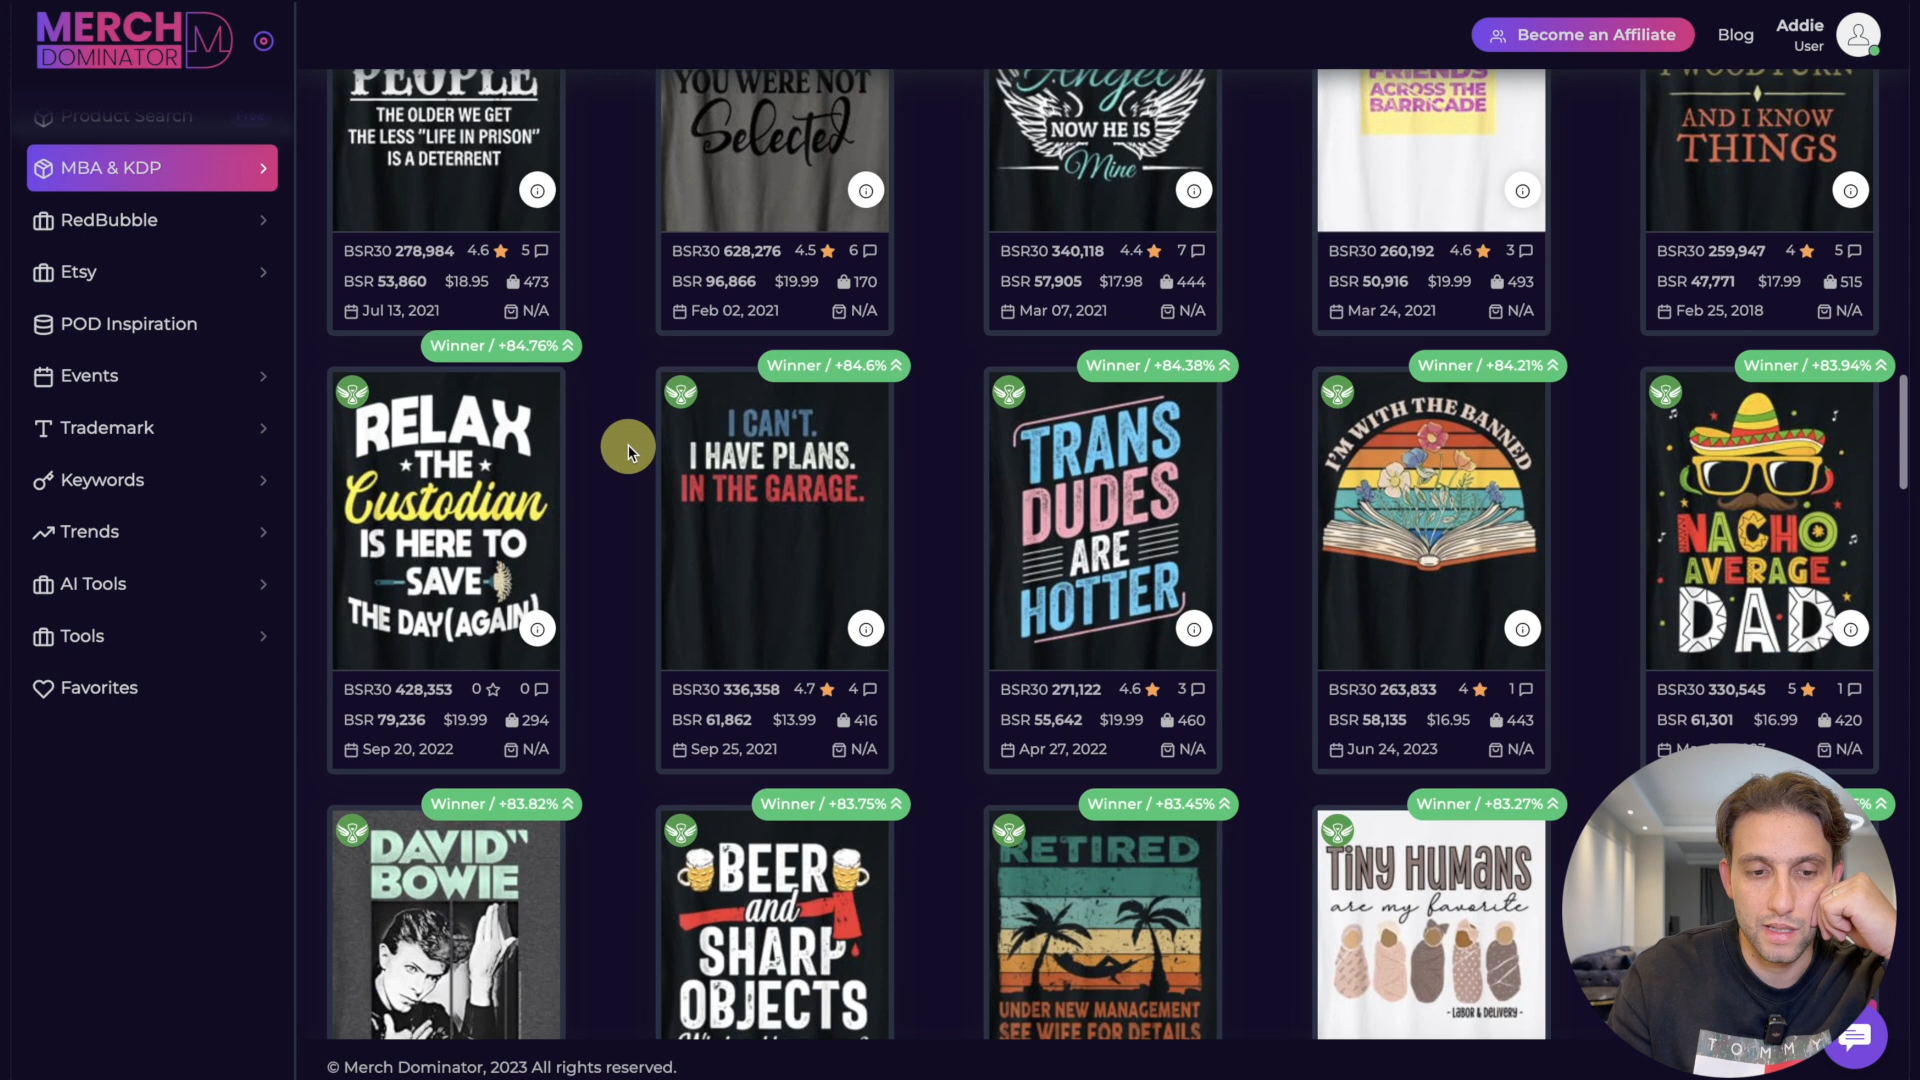 MERCH
DOMINATOR
Become an Affiliate
Blog
Addie
User
Product Search
MBA & KDP
RedBubble
Etsy
POD Inspiration
Events
Trademark
Keywords
Trends
AI Tools
Tools
Favorites
PEOPLE
THE OLDER WE GET
THE LESS "LIFE IN PRISON"
IS A DETERRENT
BSR30 278,984 4.6 5
BSR 53,860 $18.95 473
Jul 13, 2021 N/A
YOU WERE NOT
Selected
BSR30 628,276 4.5 6
BSR 96,866 $19.99 170
Feb 02, 2021 N/A
Angel
NOW HE IS
Mine
BSR30 340,118 4.4 7
BSR 57,905 $17.98 444
Mar 07, 2021 N/A
FRIENDS
ACROSS THE
BARRICADE
BSR30 260,192 4.6 3
BSR 50,916 $19.99 493
Mar 24, 2021 N/A
I WOOD TURN
AND I KNOW
THINGS
BSR30 259,947 4 5
BSR 47,771 $17.99 515
Feb 25, 2018 N/A
Winner / +84.76%
RELAX
THE
Custodian
IS HERE TO
SAVE
THE DAY(AGAIN)
BSR30 428,353 0 0
BSR 79,236 $19.99 294
Sep 20, 2022 N/A
Winner / +84.6%
I CAN'T.
I HAVE PLANS.
IN THE GARAGE.
BSR30 336,358 4.7 4
BSR 61,862 $13.99 416
Sep 25, 2021 N/A
Winner / +84.38%
TRANS
DUDES
ARE
HOTTER
BSR30 271,122 4.6 3
BSR 55,642 $19.99 460
Apr 27, 2022 N/A
Winner / +84.21%
I'M WITH THE BANNED
BSR30 263,833 4 1
BSR 58,135 $16.95 443
Jun 24, 2023 N/A
Winner / +83.94%
NACHO
AVERAGE
DAD
BSR30 330,545 5 1
BSR 61,301 $16.99 420
N/A
Winner / +83.82%
DAVID
BOWIE
Winner / +83.75%
BEER
and
SHARP
OBJECTS
Winner / +83.45%
RETIRED
UNDER NEW MANAGEMENT
SEE WIFE FOR DETAILS
Winner / +83.27%
TINY HUMANS
are my favorite
- LABOR & DELIVERY -
TOMMY
© Merch Dominator, 2023 All rights reserved.